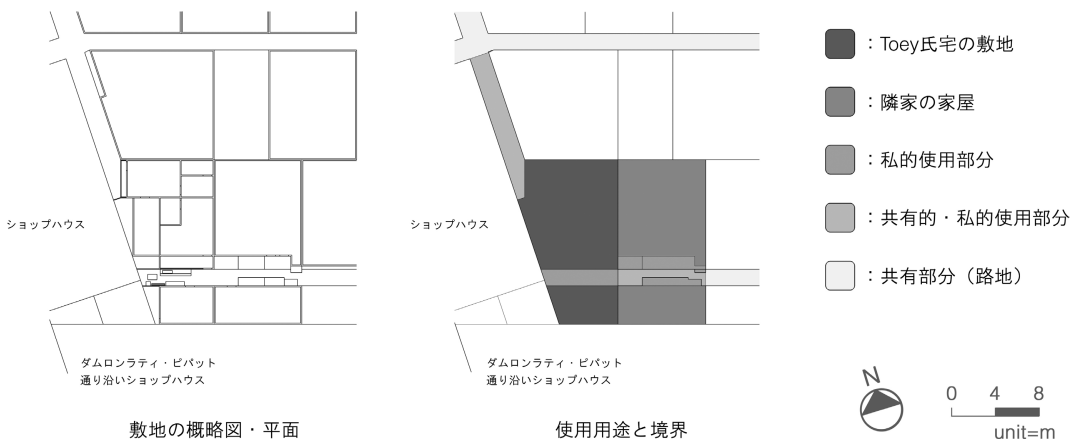 ショップハウス
ダムロンラティ・ピパット
通り沿いショップハウス
敷地の概略図・平面
ショップハウス
ダムロンラティ・ピパット
通り沿いショップハウス
使用用途と境界
：Toey氏宅の敷地
：隣家の家屋
：私的使用部分
：共有的・私的使用部分
：共有部分（路地）
N
0 4 8
unit=m